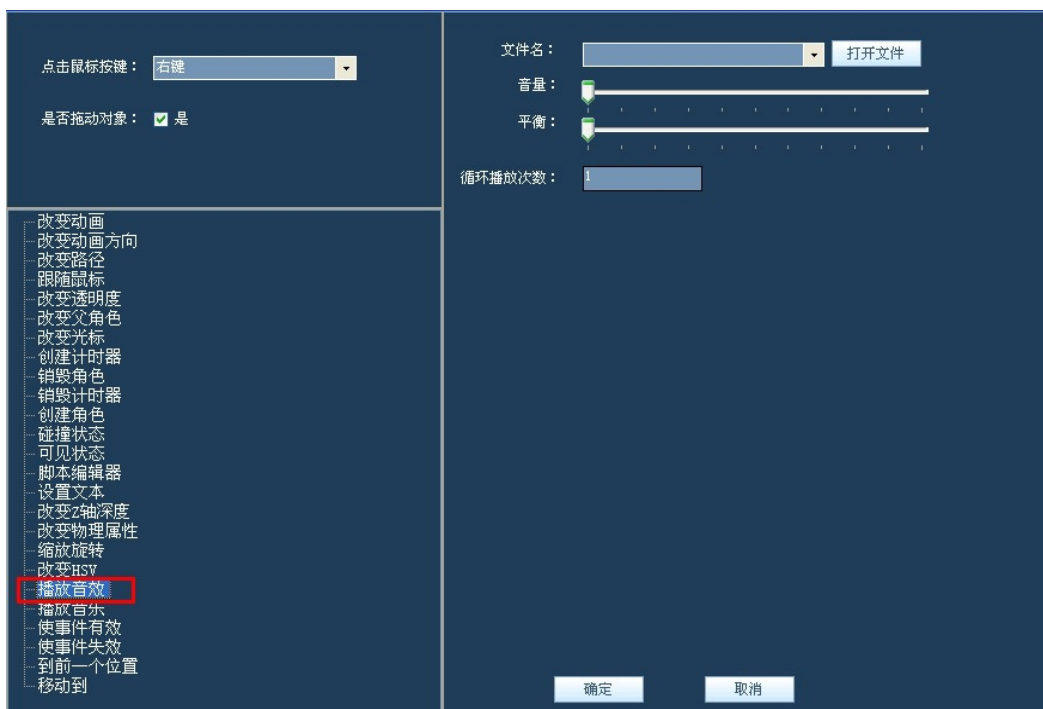 点击鼠标按键： 右键
是否拖动对象： 是
文件名： 打开文件
音量：
平衡：
循环播放次数： 1
改变动画
改变动画方向
改变路径
跟随鼠标
改变透明度
改变父角色
改变光标
创建计时器
销毁角色
销毁计时器
创建角色
碰撞状态
可见状态
脚本编辑器
设置文本
改变Z轴深度
改变物理属性
缩放旋转
改变HSV
播放音效
播放音乐
使事件有效
使事件失效
到前一个位置
移动到
确定 取消